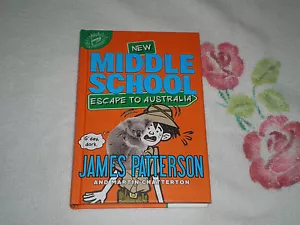 NEW
MIDDLE
SCHOOL
ESCAPE TO AUSTRALIA
G'day,
dork.
JAMES PATTERSON
AND MARTIN CHATTERTON